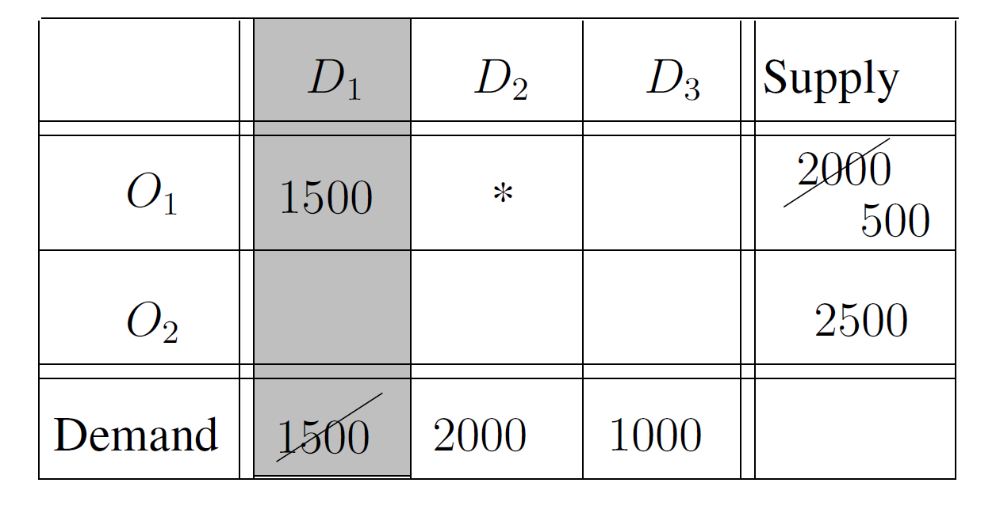 D₁ D₂ D₃ Supply
O₁ 1500 * 2000
500
O₂ 2500
Demand 1500 2000 1000